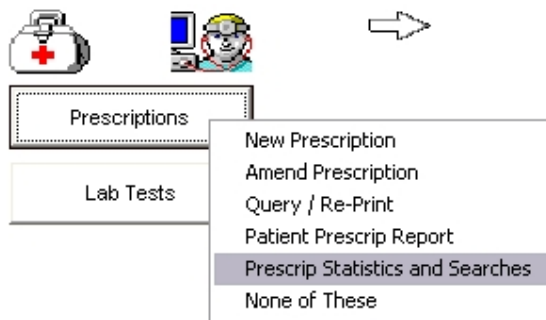 Prescriptions
Lab Tests
New Prescription
Amend Prescription
Query / Re-Print
Patient Prescrip Report
Prescrip Statistics and Searches
None of These